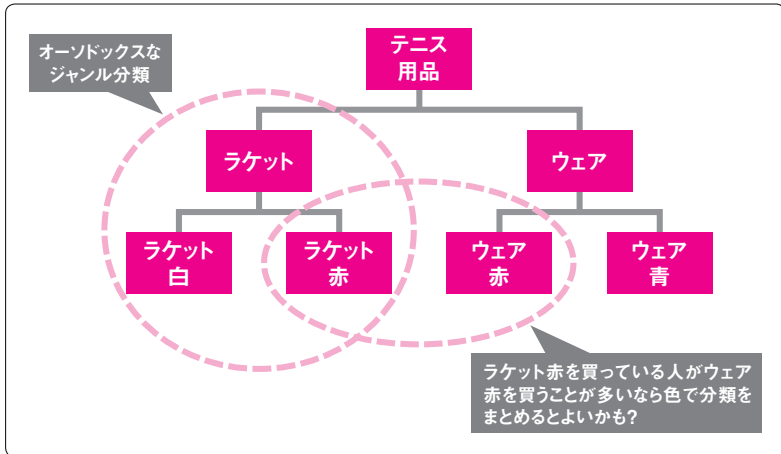 オーソドックスな
ジャンル分類
テニス
用品
ラケット
ウェア
ラケット
白
ラケット
赤
ウェア
赤
ウェア
青
ラケット赤を買っている人がウェア
赤を買うことが多いなら色で分類を
まとめるとよいかも?